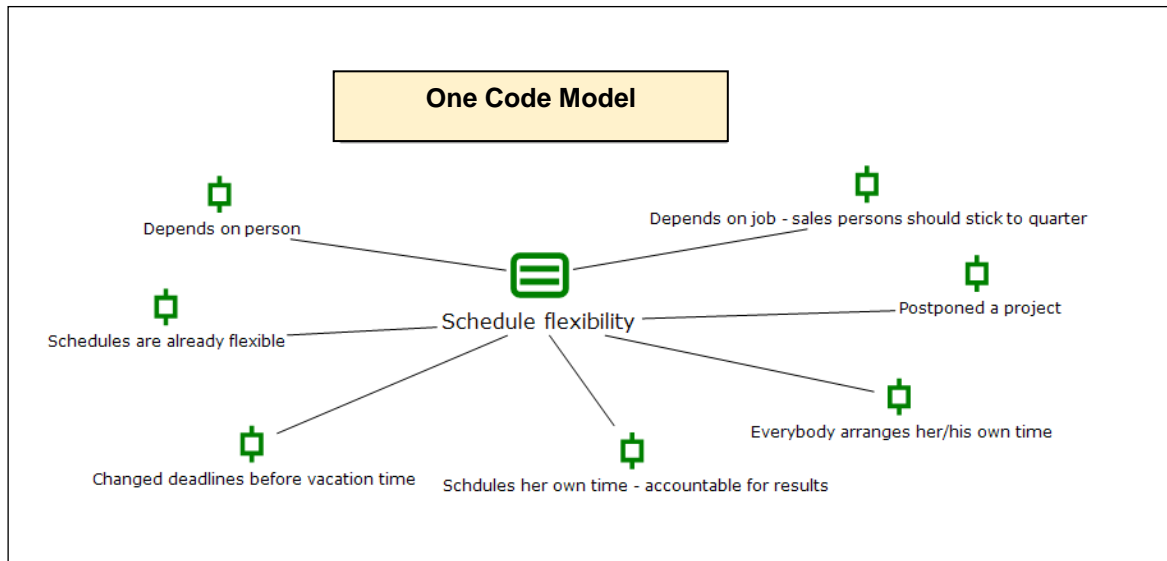 One Code Model
Depends on person
Depends on job - sales persons should stick to quarter
Schedule flexibility
Postponed a project
Schedules are already flexible
Everybody arranges her/his own time
Changed deadlines before vacation time
Schdules her own time - accountable for results